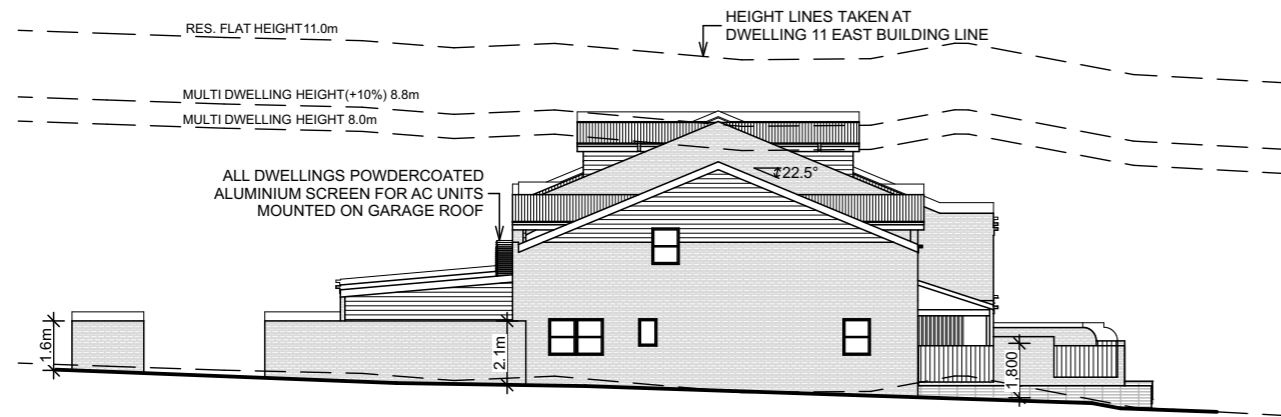 RES. FLAT HEIGHT 11.0m
HEIGHT LINES TAKEN AT
DWELLING 11 EAST BUILDING LINE
MULTI DWELLING HEIGHT (+10%) 8.8m
MULTI DWELLING HEIGHT 8.0m
ALL DWELLINGS POWDERCOATED
ALUMINIUM SCREEN FOR AC UNITS
MOUNTED ON GARAGE ROOF
22.5°
1.6m
2.1m
1,800